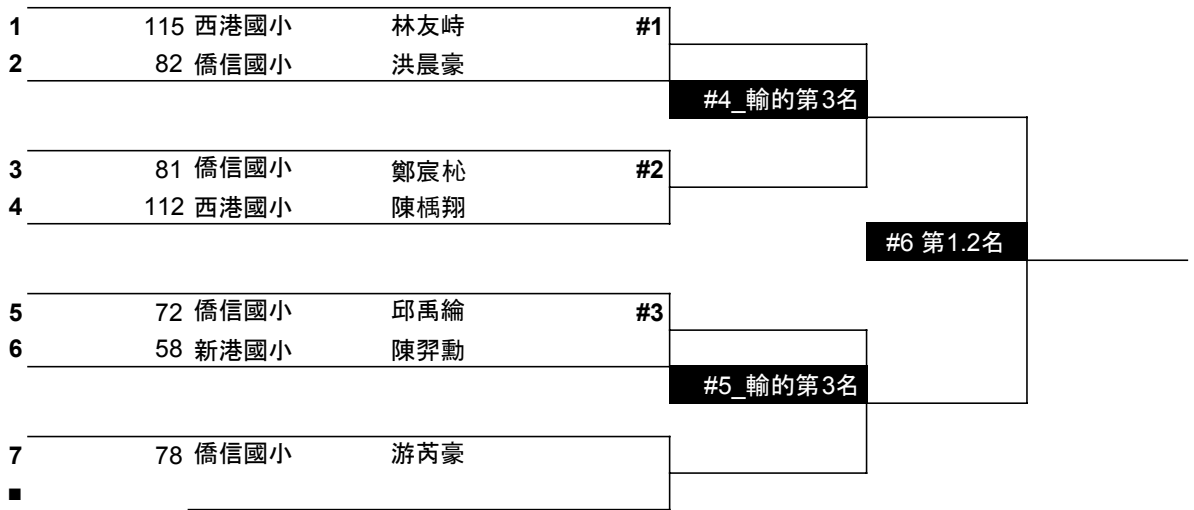 1 115 西港國小 林友峙 #1
2 82 僑信國小 洪晨豪
#4_輸的第3名
3 81 僑信國小 鄭宸杺 #2
4 112 西港國小 陳楀翔
#6 第1.2名
5 72 僑信國小 邱禹綸 #3
6 58 新港國小 陳羿勳
#5_輸的第3名
7 78 僑信國小 游芮豪